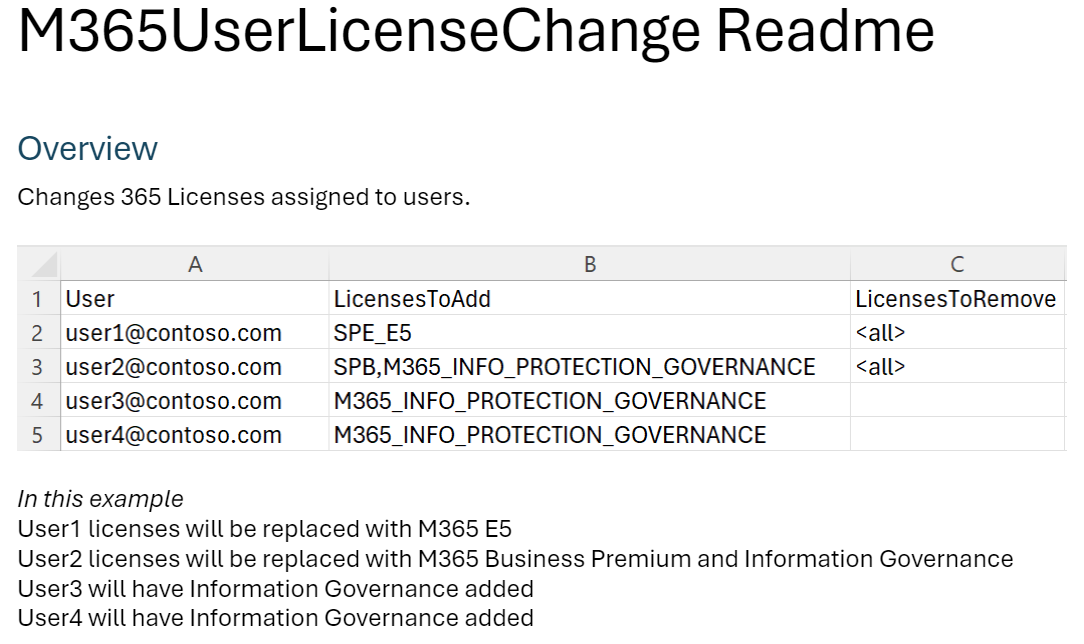 M365UserLicenseChange Readme
Overview
Changes 365 Licenses assigned to users.
A B C
1 User LicensesToAdd LicensesToRemove
2 user1@contoso.com SPE_E5 <all>
3 user2@contoso.com SPB,M365_INFO_PROTECTION_GOVERNANCE <all>
4 user3@contoso.com M365_INFO_PROTECTION_GOVERNANCE
5 user4@contoso.com M365_INFO_PROTECTION_GOVERNANCE
In this example
User1 licenses will be replaced with M365 E5
User2 licenses will be replaced with M365 Business Premium and Information Governance
User3 will have Information Governance added
User4 will have Information Governance added